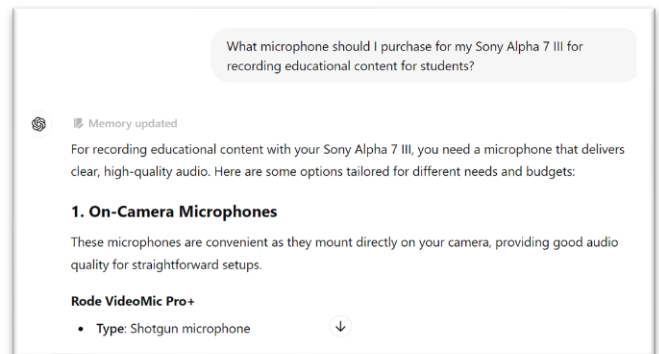 What microphone should I purchase for my Sony Alpha 7 III for
recording educational content for students?
Memory updated
For recording educational content with your Sony Alpha 7 III, you need a microphone that delivers
clear, high-quality audio. Here are some options tailored for different needs and budgets:
1. On-Camera Microphones
These microphones are convenient as they mount directly on your camera, providing good audio
quality for straightforward setups.
Rode VideoMic Pro+
• Type: Shotgun microphone